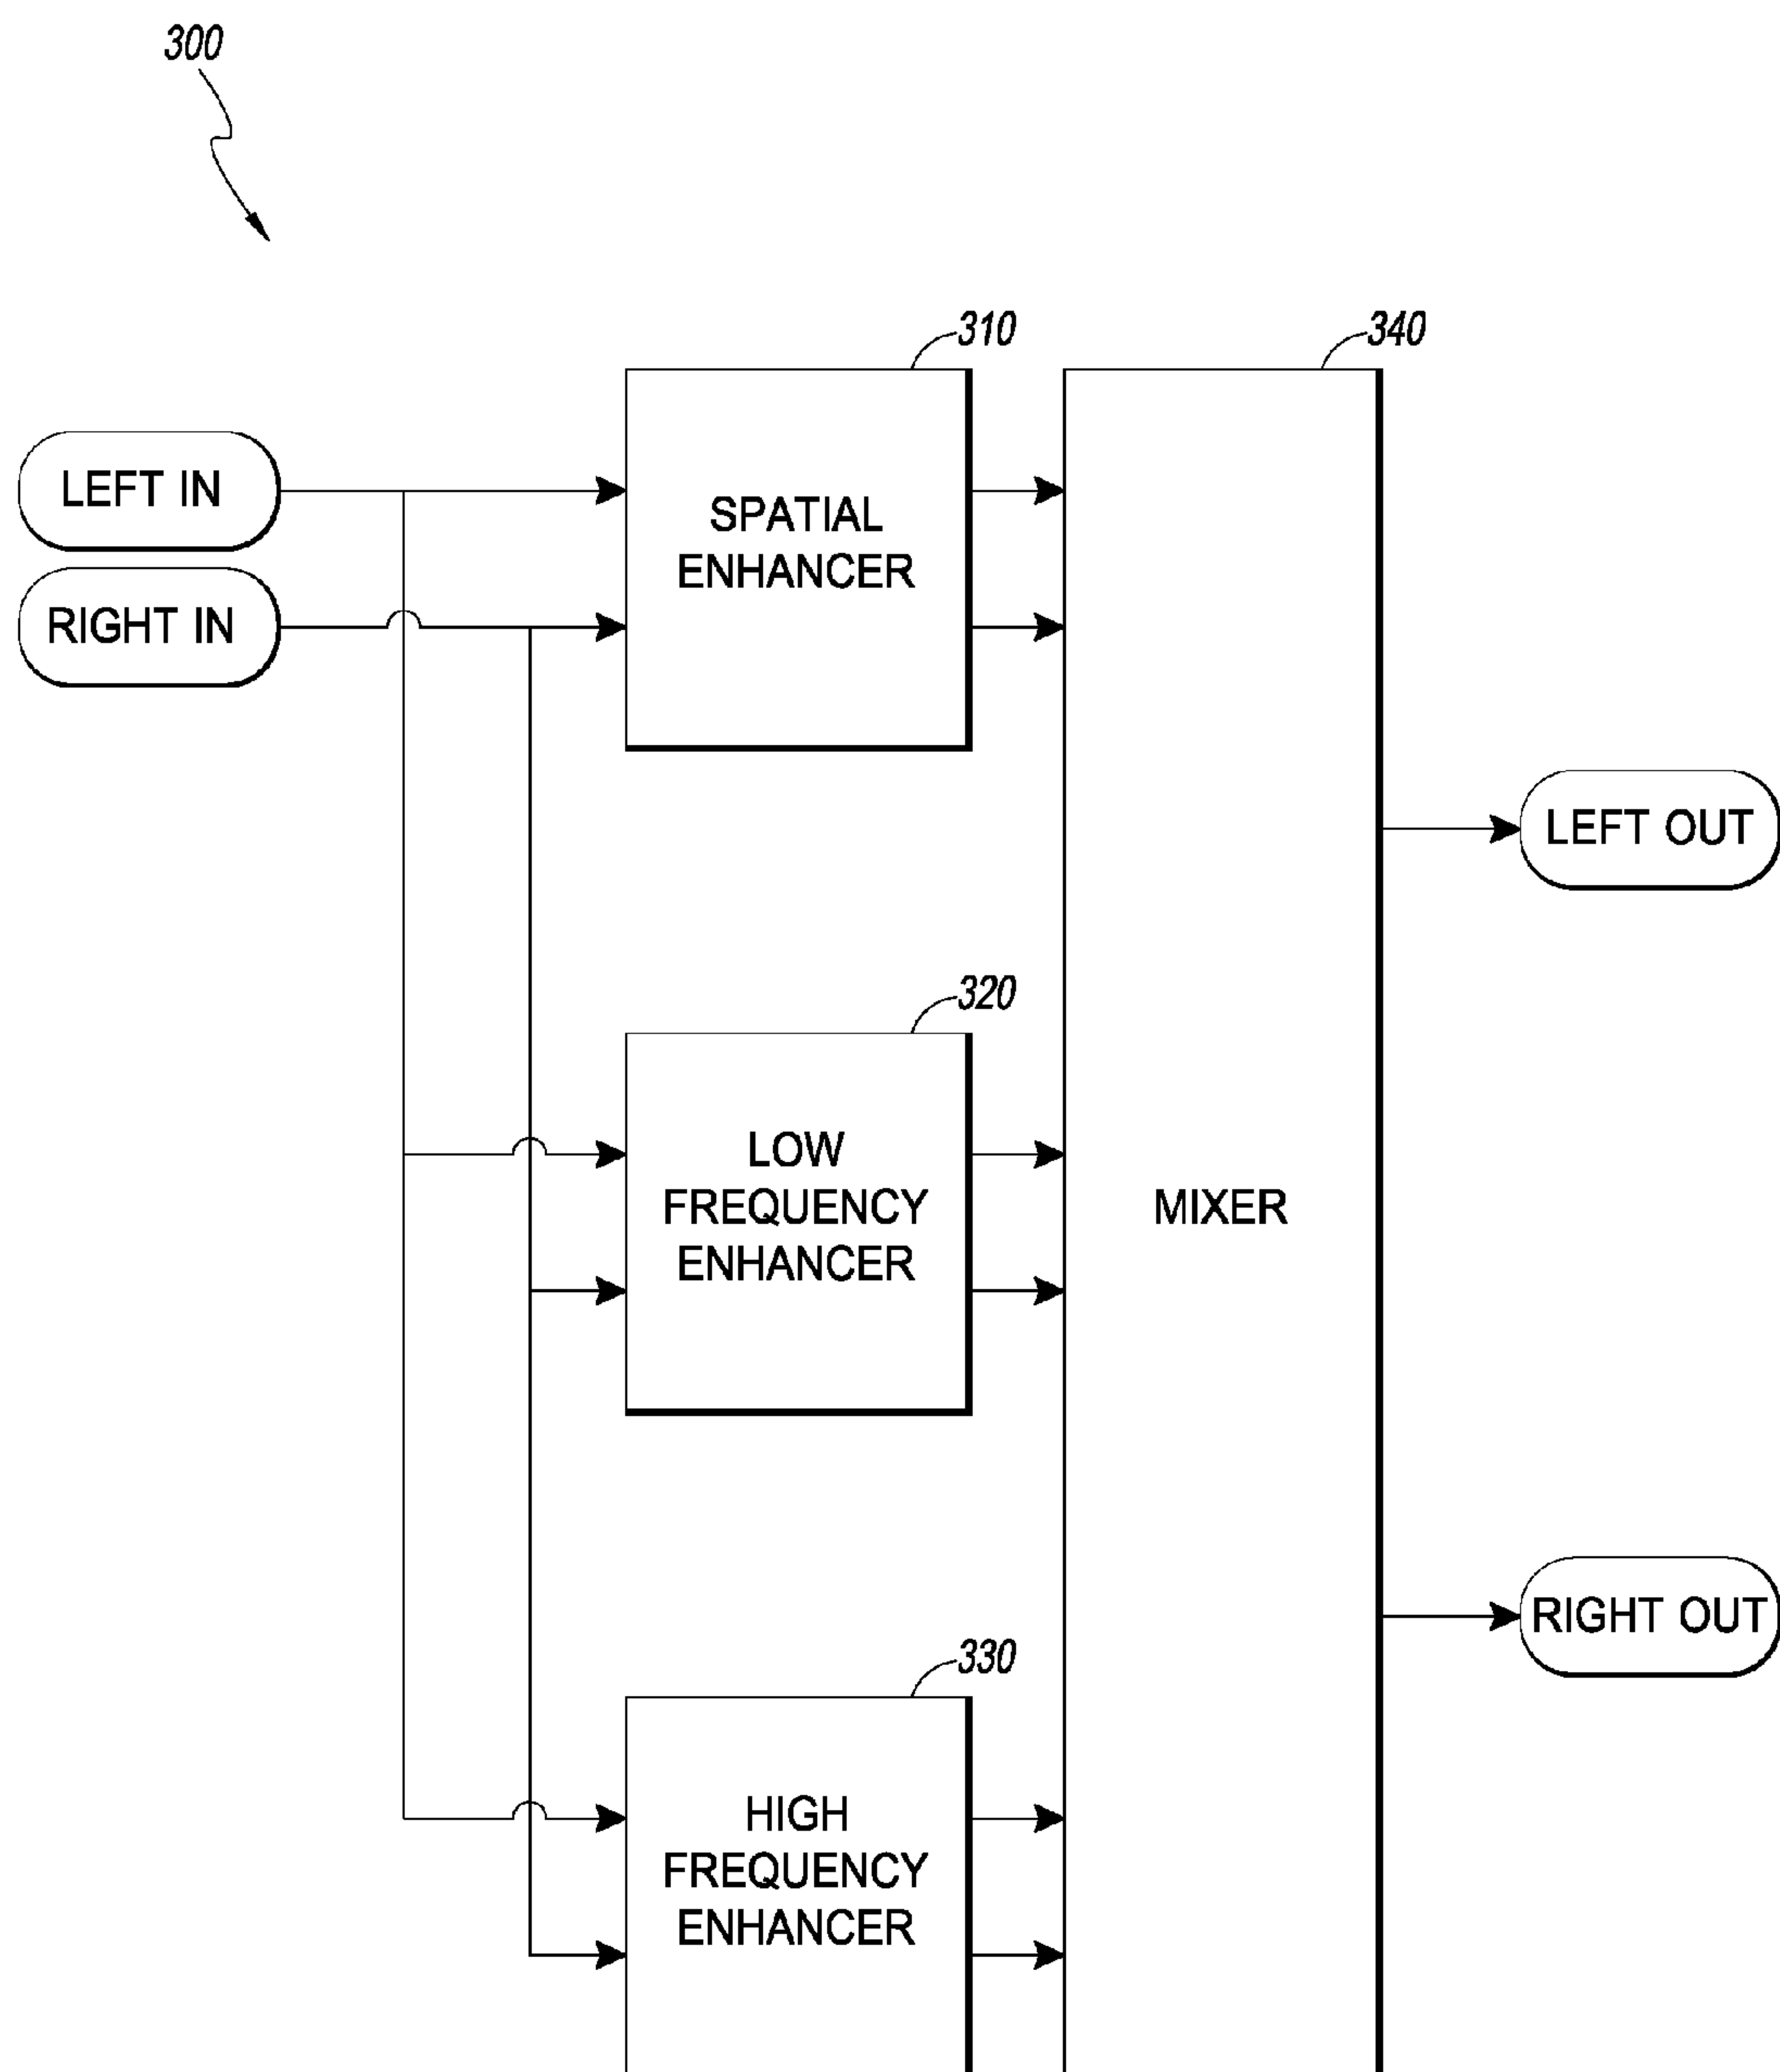 300
310
340
LEFT IN
SPATIAL
ENHANCER
RIGHT IN
LEFT OUT
320
LOW
FREQUENCY
ENHANCER
MIXER
RIGHT OUT
330
HIGH
FREQUENCY
ENHANCER